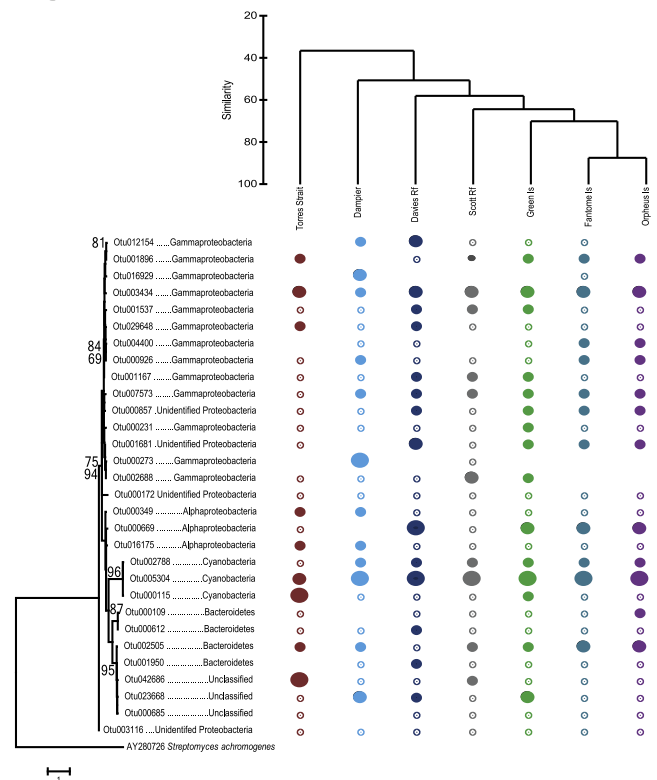 20
40
60
80
100
Similarity
Torres Strait
Dampier
Davies Rf
Scott Rf
Green Is
Fantome Is
Orpheus Is
81
Otu012154 ......Gammaproteobacteria
Otu001896 .......Gammaproteobacteria
Otu016929 .......Gammaproteobacteria
Otu003434 .......Gammaproteobacteria
Otu001537 .......Gammaproteobacteria
Otu029648 .......Gammaproteobacteria
84
Otu004400 .......Gammaproteobacteria
69
Otu000926 .......Gammaproteobacteria
Otu001167 .......Gammaproteobacteria
Otu007573 ........Gammaproteobacteria
Otu000857 .Unidentified Proteobacteria
Otu000231 .......Gammaproteobacteria
Otu001681 .Unidentified Proteobacteria
75
Otu000273 ......Gammaproteobacteria
94
Otu002688 ......Gammaproteobacteria
Otu000172 Unidentified Proteobacteria
Otu000349 .........Alphaproteobacteria
Otu000669 ..........Alphaproteobacteria
Otu016175 .........Alphaproteobacteria
Otu002788 .............Cyanobacteria
96
Otu005304 .............Cyanobacteria
Otu000115 .............Cyanobacteria
87
Otu000109 ............Bacteroidetes
Otu000612 ...........Bacteroidetes
Otu002505 ............Bacteroidetes
Otu001950 ...........Bacteroidetes
95
Otu042686 ................Unclassified
Otu023668 ................Unclassified
Otu000685 ................Unclassified
Otu003116 ...Unidentifed Proteobacteria
AY280726 Streptomyces achromogenes